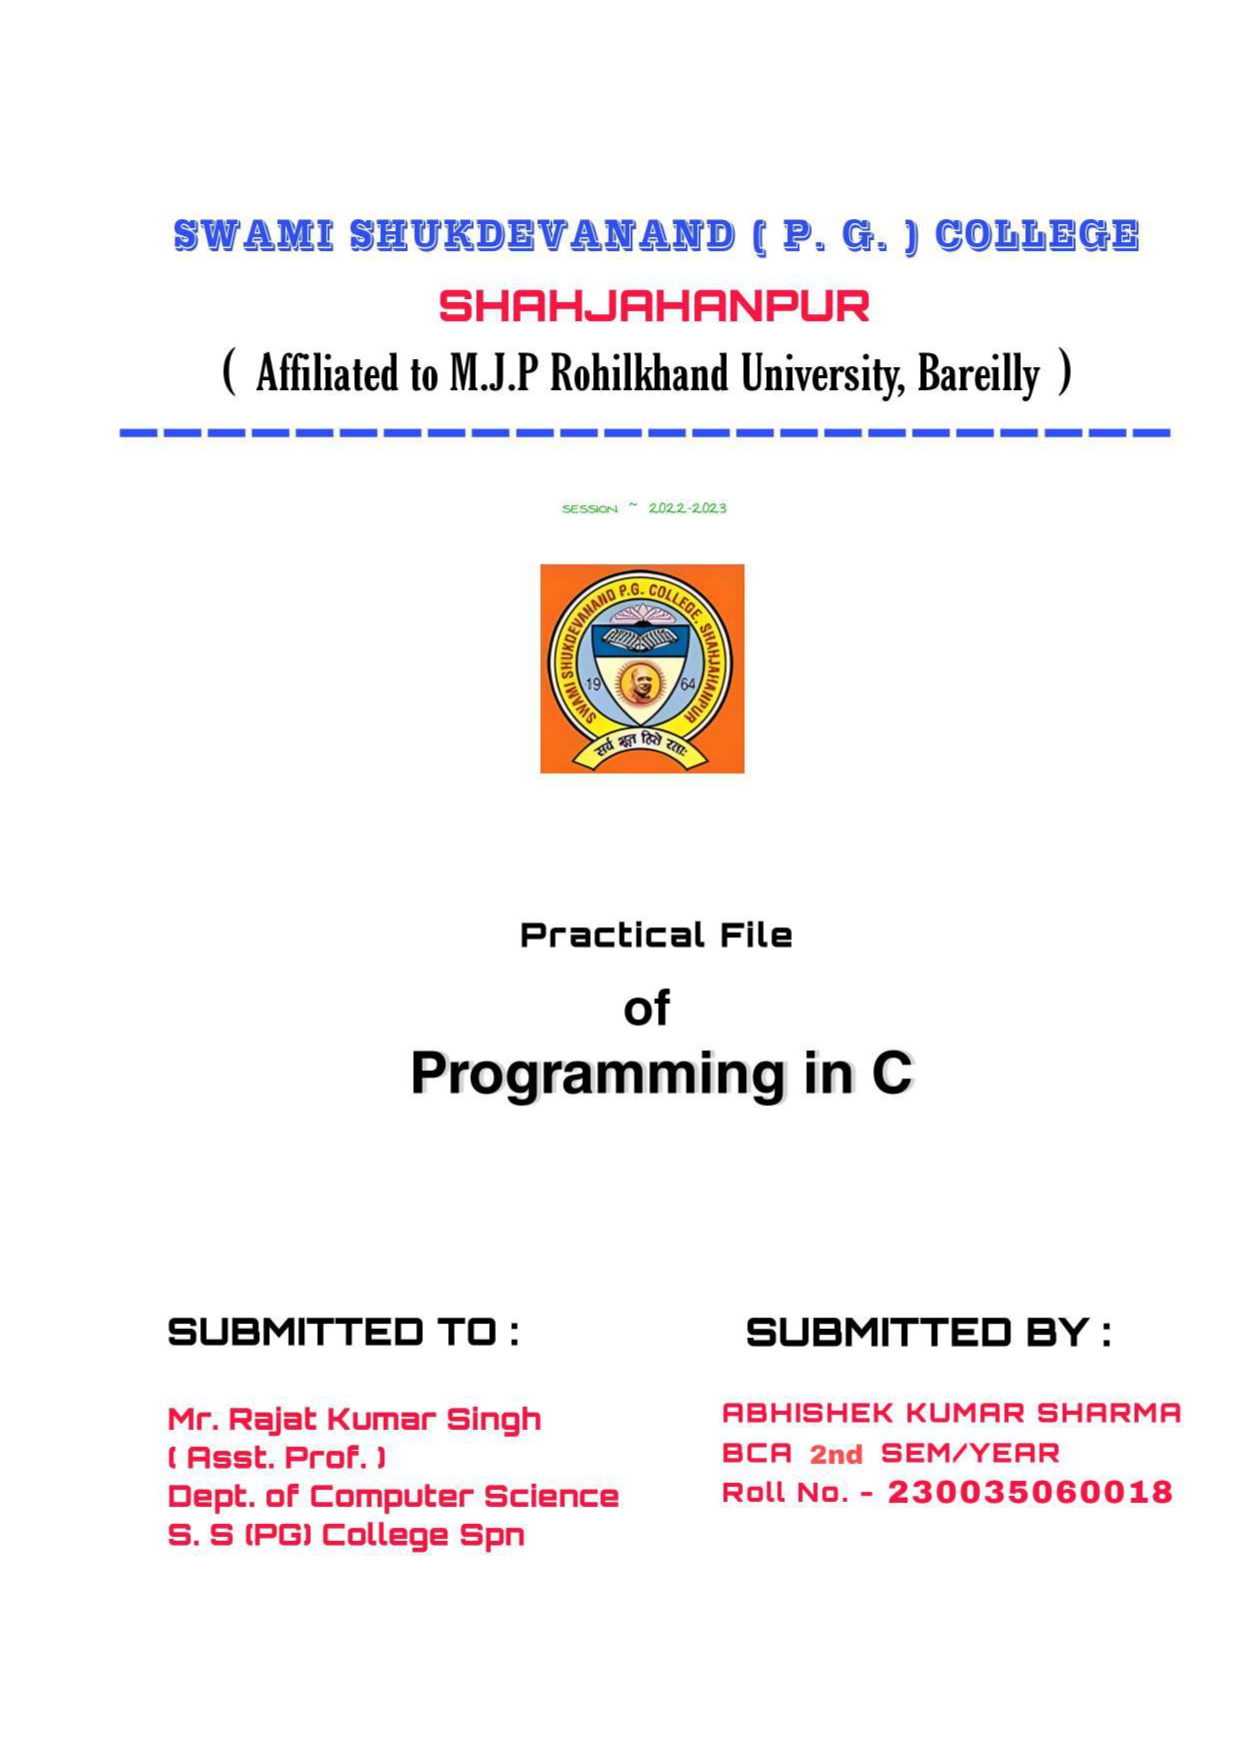 SWAMI SHUKDEVANAND ( P. G. ) COLLEGE
SHAHJAHANPUR
( Affiliated to M.J.P Rohilkhand University, Bareilly )
SESSION ~ 2022-2023
SWAMI SHUKDEVANAND P.G. COLLEGE, SHAHJAHANPUR
19 64
सर्व भूत हिते रताः
Practical File
of
Programming in C
SUBMITTED TO :
Mr. Rajat Kumar Singh
( Asst. Prof. )
Dept. of Computer Science
S. S (PG) College Spn
SUBMITTED BY :
ABHISHEK KUMAR SHARMA
BCA 2nd SEM/YEAR
Roll No. - 230035060018